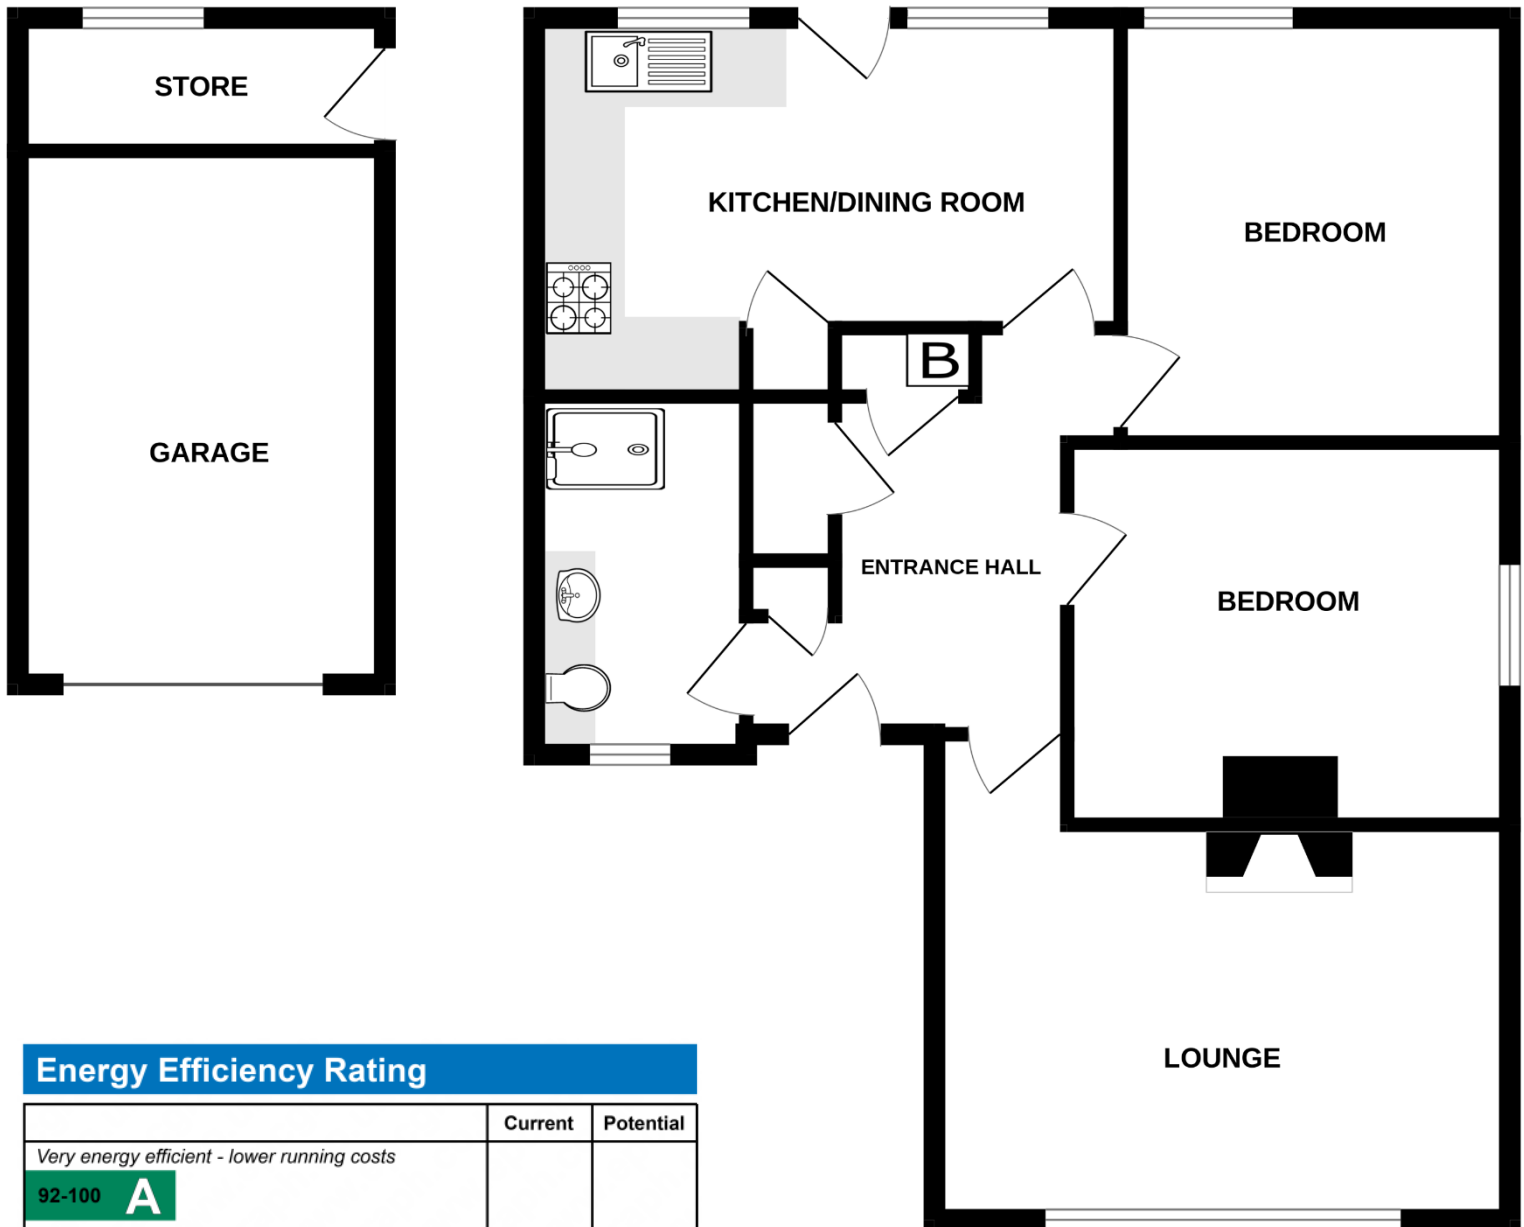 STORE
KITCHEN/DINING ROOM
BEDROOM
B
GARAGE
ENTRANCE HALL
BEDROOM
LOUNGE
Energy Efficiency Rating
Current Potential
Very energy efficient - lower running costs
92-100 A